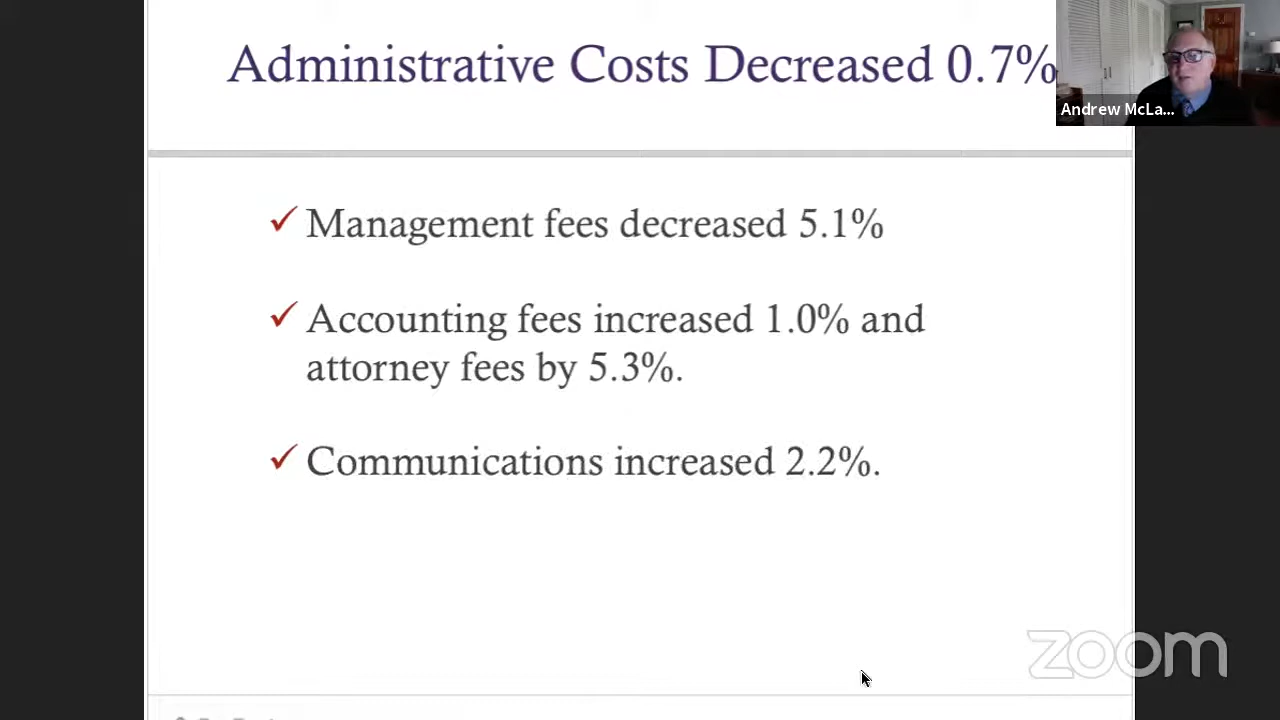 Administrative Costs Decreased 0.7%
Andrew McLa...
✓ Management fees decreased 5.1%
✓ Accounting fees increased 1.0% and
attorney fees by 5.3%.
✓ Communications increased 2.2%.
zoom